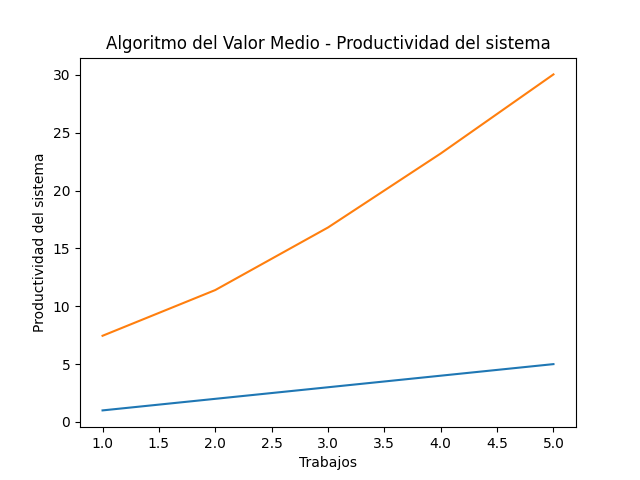 Algoritmo del Valor Medio - Productividad del sistema
30
25
20
15
10
5
0
Productividad del sistema
1.0 1.5 2.0 2.5 3.0 3.5 4.0 4.5 5.0
Trabajos